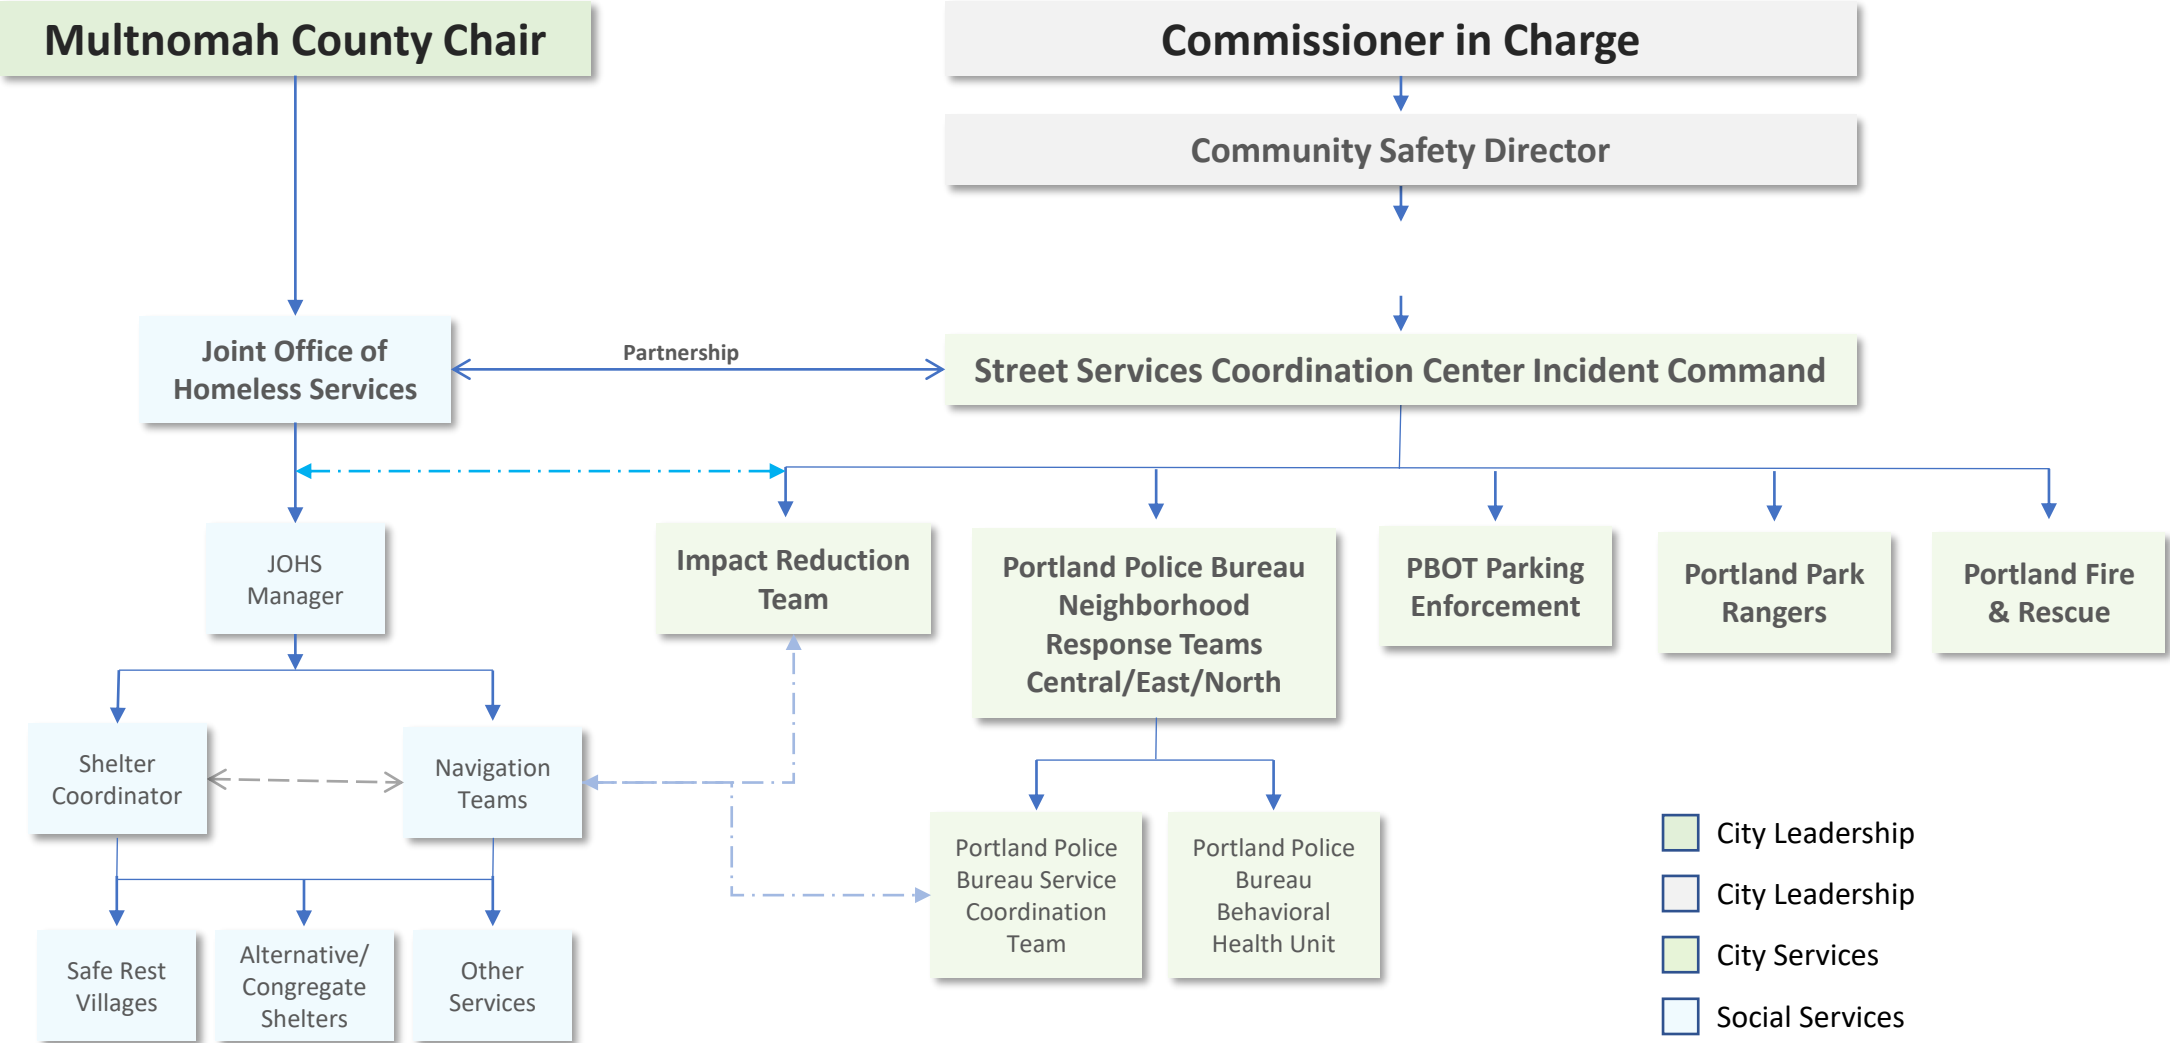 Multnomah County Chair
Commissioner in Charge
Community Safety Director
Joint Office of
Homeless Services
Partnership
Street Services Coordination Center Incident Command
JOHS
Manager
Impact Reduction
Team
Portland Police Bureau
Neighborhood
Response Teams
Central/East/North
PBOT Parking
Enforcement
Portland Park
Rangers
Portland Fire
& Rescue
Shelter
Coordinator
Navigation
Teams
Portland Police
Bureau Service
Coordination
Team
Portland Police
Bureau
Behavioral
Health Unit
Safe Rest
Villages
Alternative/
Congregate
Shelters
Other
Services
City Leadership
City Leadership
City Services
Social Services